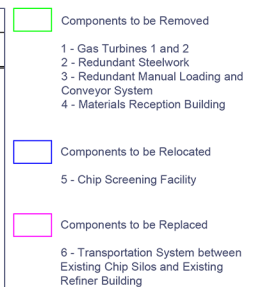 Components to be Removed
1 - Gas Turbines 1 and 2
2 - Redundant Steelwork
3 - Redundant Manual Loading and
Conveyor System
4 - Materials Reception Building
Components to be Relocated
5 - Chip Screening Facility
Components to be Replaced
6 - Transportation System between
Existing Chip Silos and Existing
Refiner Building